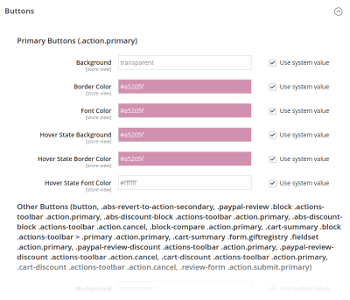 Buttons
Primary Buttons (.action.primary)
Background transparent Use system value
[store view]
Border Color #a5205f Use system value
[store view]
Font Color #a5205f Use system value
[store view]
Hover State Background #a5205f Use system value
[store view]
Hover State Border Color #a5205f Use system value
[store view]
Hover State Font Color #ffffff Use system value
[store view]
Other Buttons (button, .abs-revert-to-action-secondary, .paypal-review .block .actions-
toolbar .action.primary, .abs-discount-block .actions-toolbar .action.primary, .abs-discount-
block .actions-toolbar .action.cancel, .block-compare .action.primary, .cart-summary .block
.actions-toolbar > .primary .action.primary, .cart-summary .form.giftregistry .fieldset
.action.primary, .paypal-review-discount .actions-toolbar .action.primary, .paypal-review-
discount .actions-toolbar .action.cancel, .cart-discount .actions-toolbar .action.primary,
.cart-discount .actions-toolbar .action.cancel, .review-form .action.submit.primary)
Background Use system value